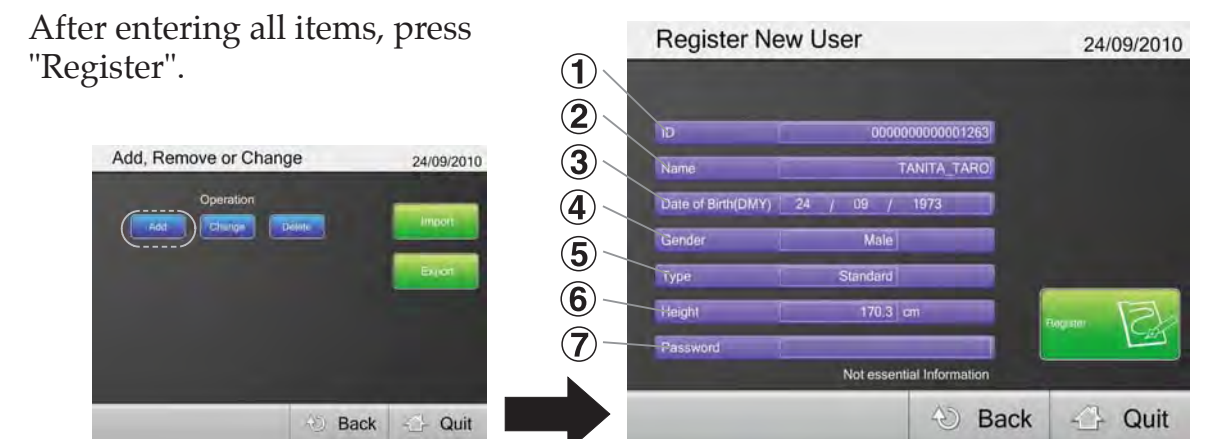 After entering all items, press
"Register".
Add, Remove or Change 24/09/2010
Operation
Add Change Delete Import
Export
Back Quit
Register New User 24/09/2010
1
2
3
4
5
6
7
ID 0000000000001263
Name TANITA_TARO
Date of Birth(DMY) 24 / 09 / 1973
Gender Male
Type Standard
Height 170.3 cm
Password
Register
Not essential Information
Back Quit